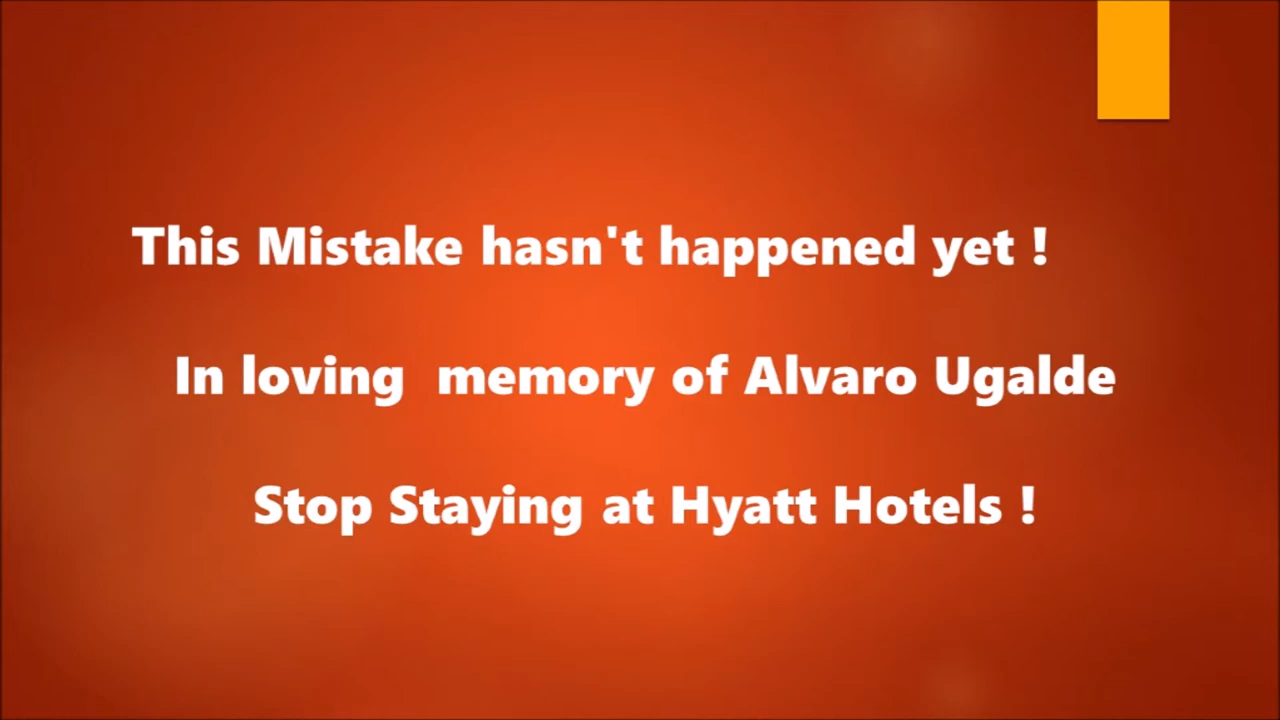 This Mistake hasn't happened yet !
In loving  memory of Alvaro Ugalde
Stop Staying at Hyatt Hotels !